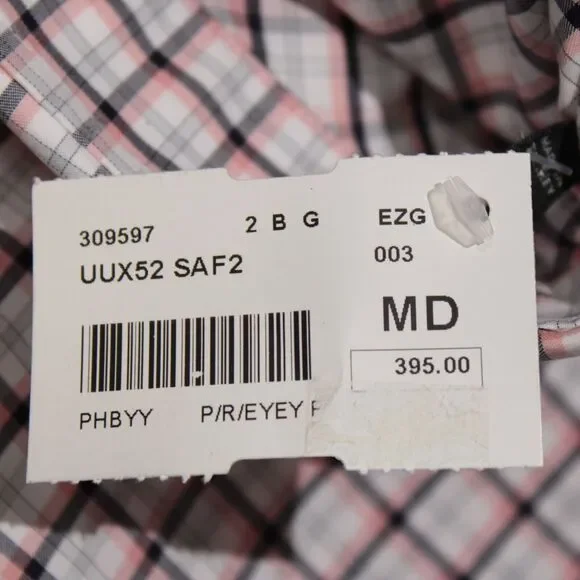 309597 2 B G EZG
UUX52 SAF2 003
MD
395.00
PHBYY P/R/EYEY